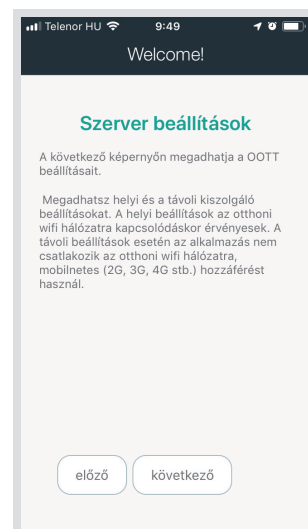 Telenor HU 9:49
Welcome!
Szerver beállítások
A következő képernyőn megadhatja a OOTT
beállításait.
Megadhatsz helyi és a távoli kiszolgáló
beállításokat. A helyi beállítások az otthoni
wifi hálózatra kapcsolódáskor érvényesek. A
távoli beállítások esetén az alkalmazás nem
csatlakozik az otthoni wifi hálózatra,
mobilnetes (2G, 3G, 4G stb.) hozzáférést
használ.
előző következő